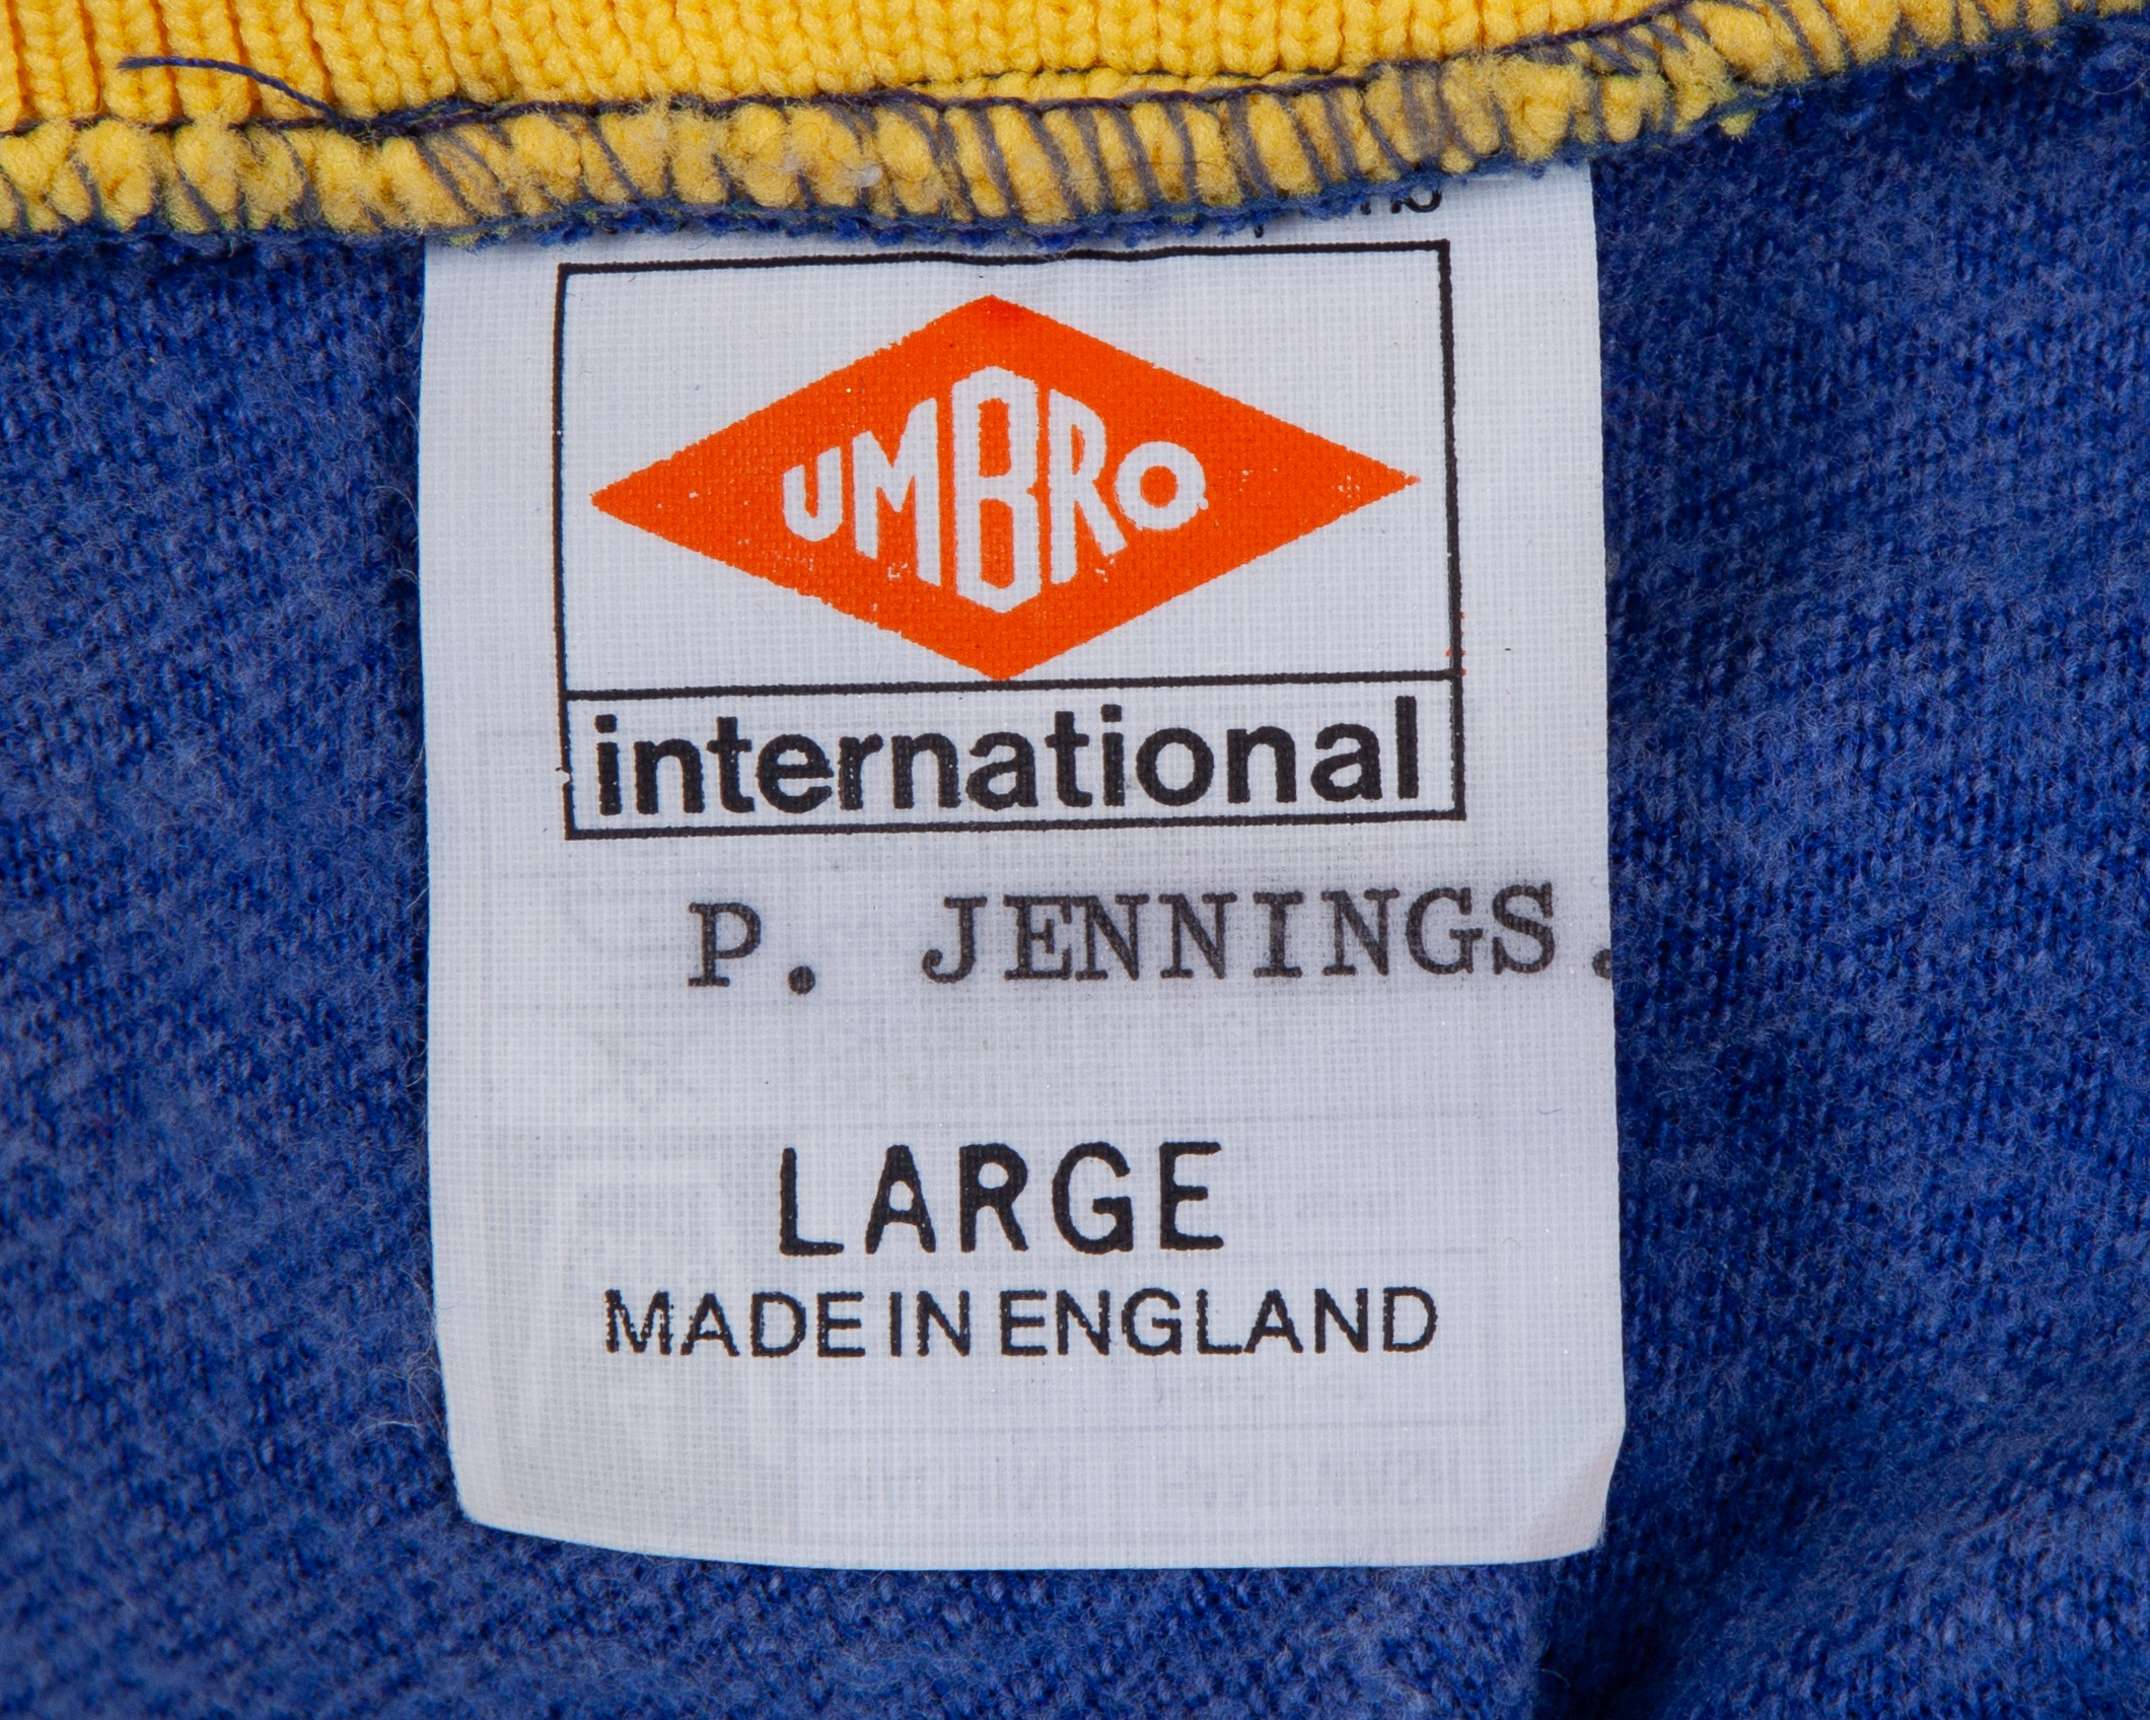 UMBRO
international
P. JENNINGS.
LARGE
MADE IN ENGLAND